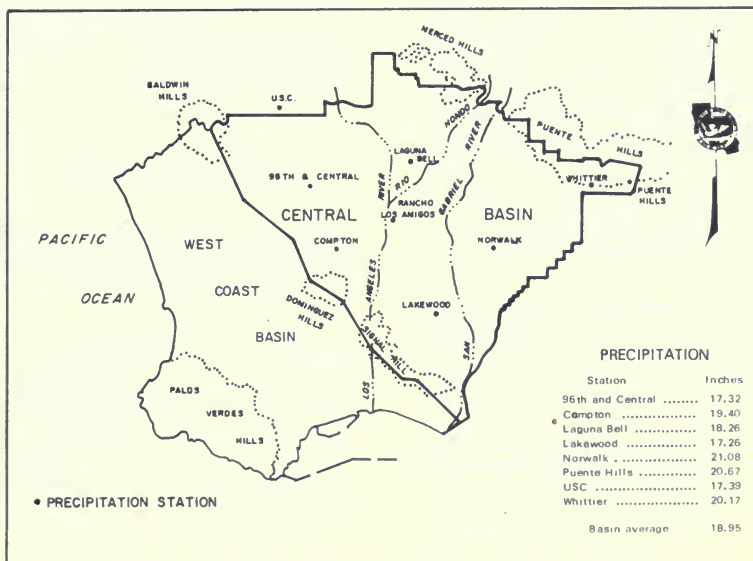 MERCED HILLS
BALDWIN
HILLS
U.S.C.
HONDO
RIVER
PUENTE
HILLS
LAGUNA
BELL
RIVER
RIO
GABRIEL
96TH & CENTRAL
WHITTIER
PUENTE
HILLS
RANCHO
LOS AMIGOS
CENTRAL
BASIN
PACIFIC
OCEAN
WEST
COAST
BASIN
COMPTON
NORWALK
ANGELES
DOMINGUEZ
HILLS
LAKEWOOD
SIGNAL HILL
SAN
LOS
PALOS
VERDES
HILLS
• PRECIPITATION STATION
PRECIPITATION
Station Inches
96th and Central ........ 17.32
Compton .................. 19.40
Laguna Bell .............. 18.26
Lakewood ................ 17.26
Norwalk .................. 21.08
Puente Hills .............. 20.67
USC ........................ 17.39
Whittier .................. 20.17
Basin average 18.95